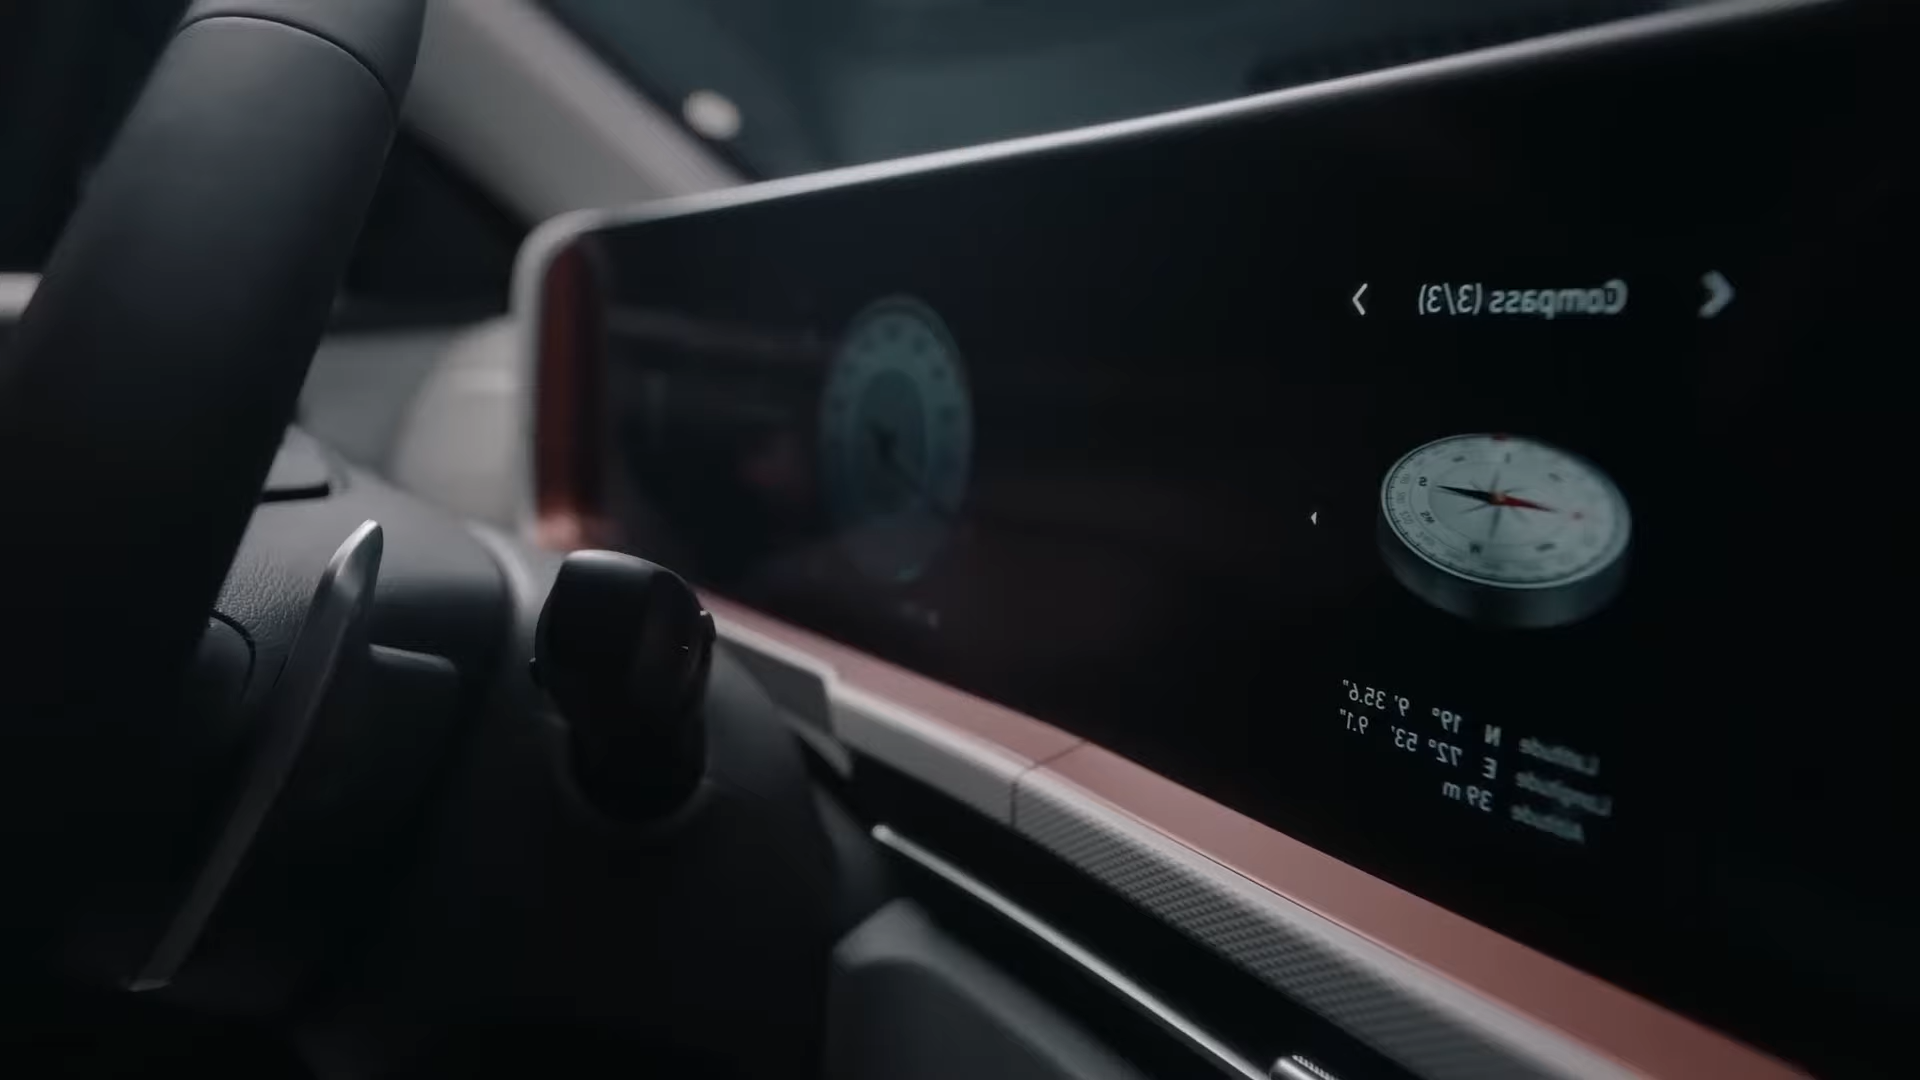 Compass (3/3)
Latitude N 19° 9' 35.6"
Longitude E 72° 53' 9.1"
Altitude 39 m